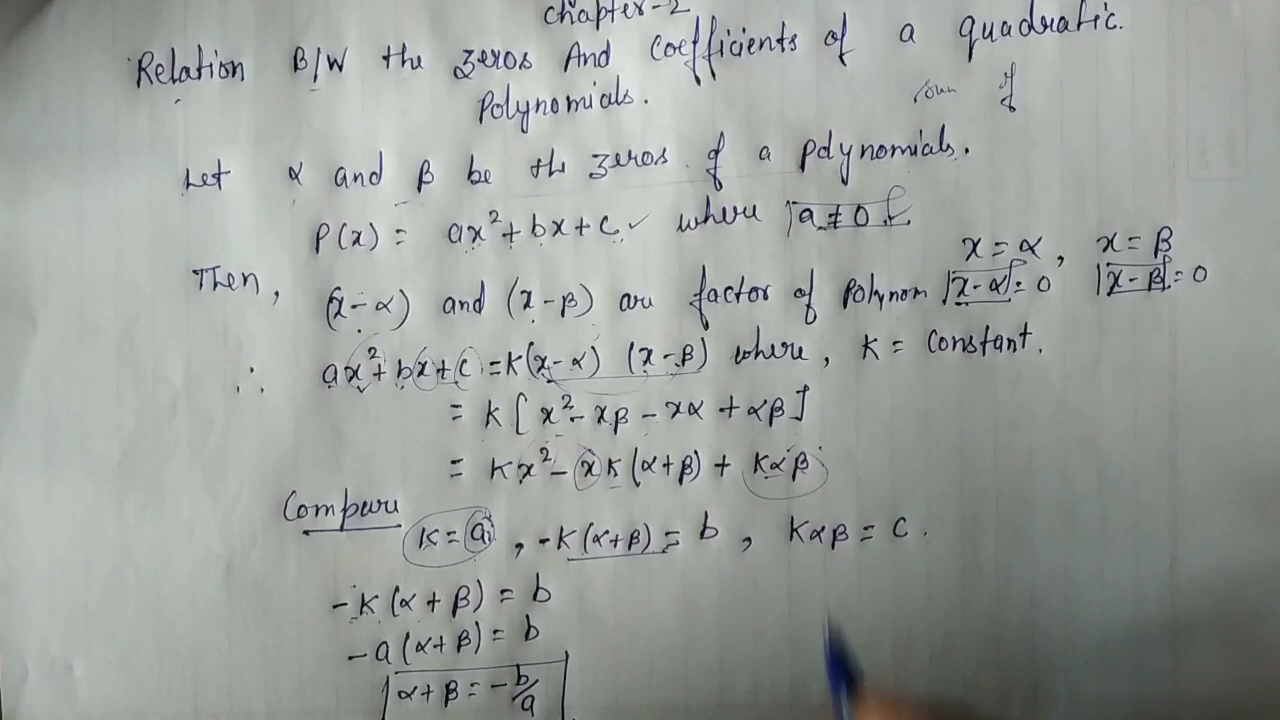 Chapter-2
Relation B/W the zeros And Coefficients of a quadratic.
Polynomials.
of
Let α and β be the zeros of a polynomials.
P(x) = ax²+bx+c where a≠0
x=α, x=β
Then, (x-α) and (x-β) are factor of Polynom x-α=0 x-β=0
∴ ax²+bx+c =K(x-α) (x-β) where, K= Constant.
= K[x²-xβ-xα+αβ]
= Kx²-xK(α+β)+Kαβ
Compare
K=a, -K(α+β)=b, Kαβ=c.
-K(α+β)=b
-a(α+β)=b
α+β=-b/a